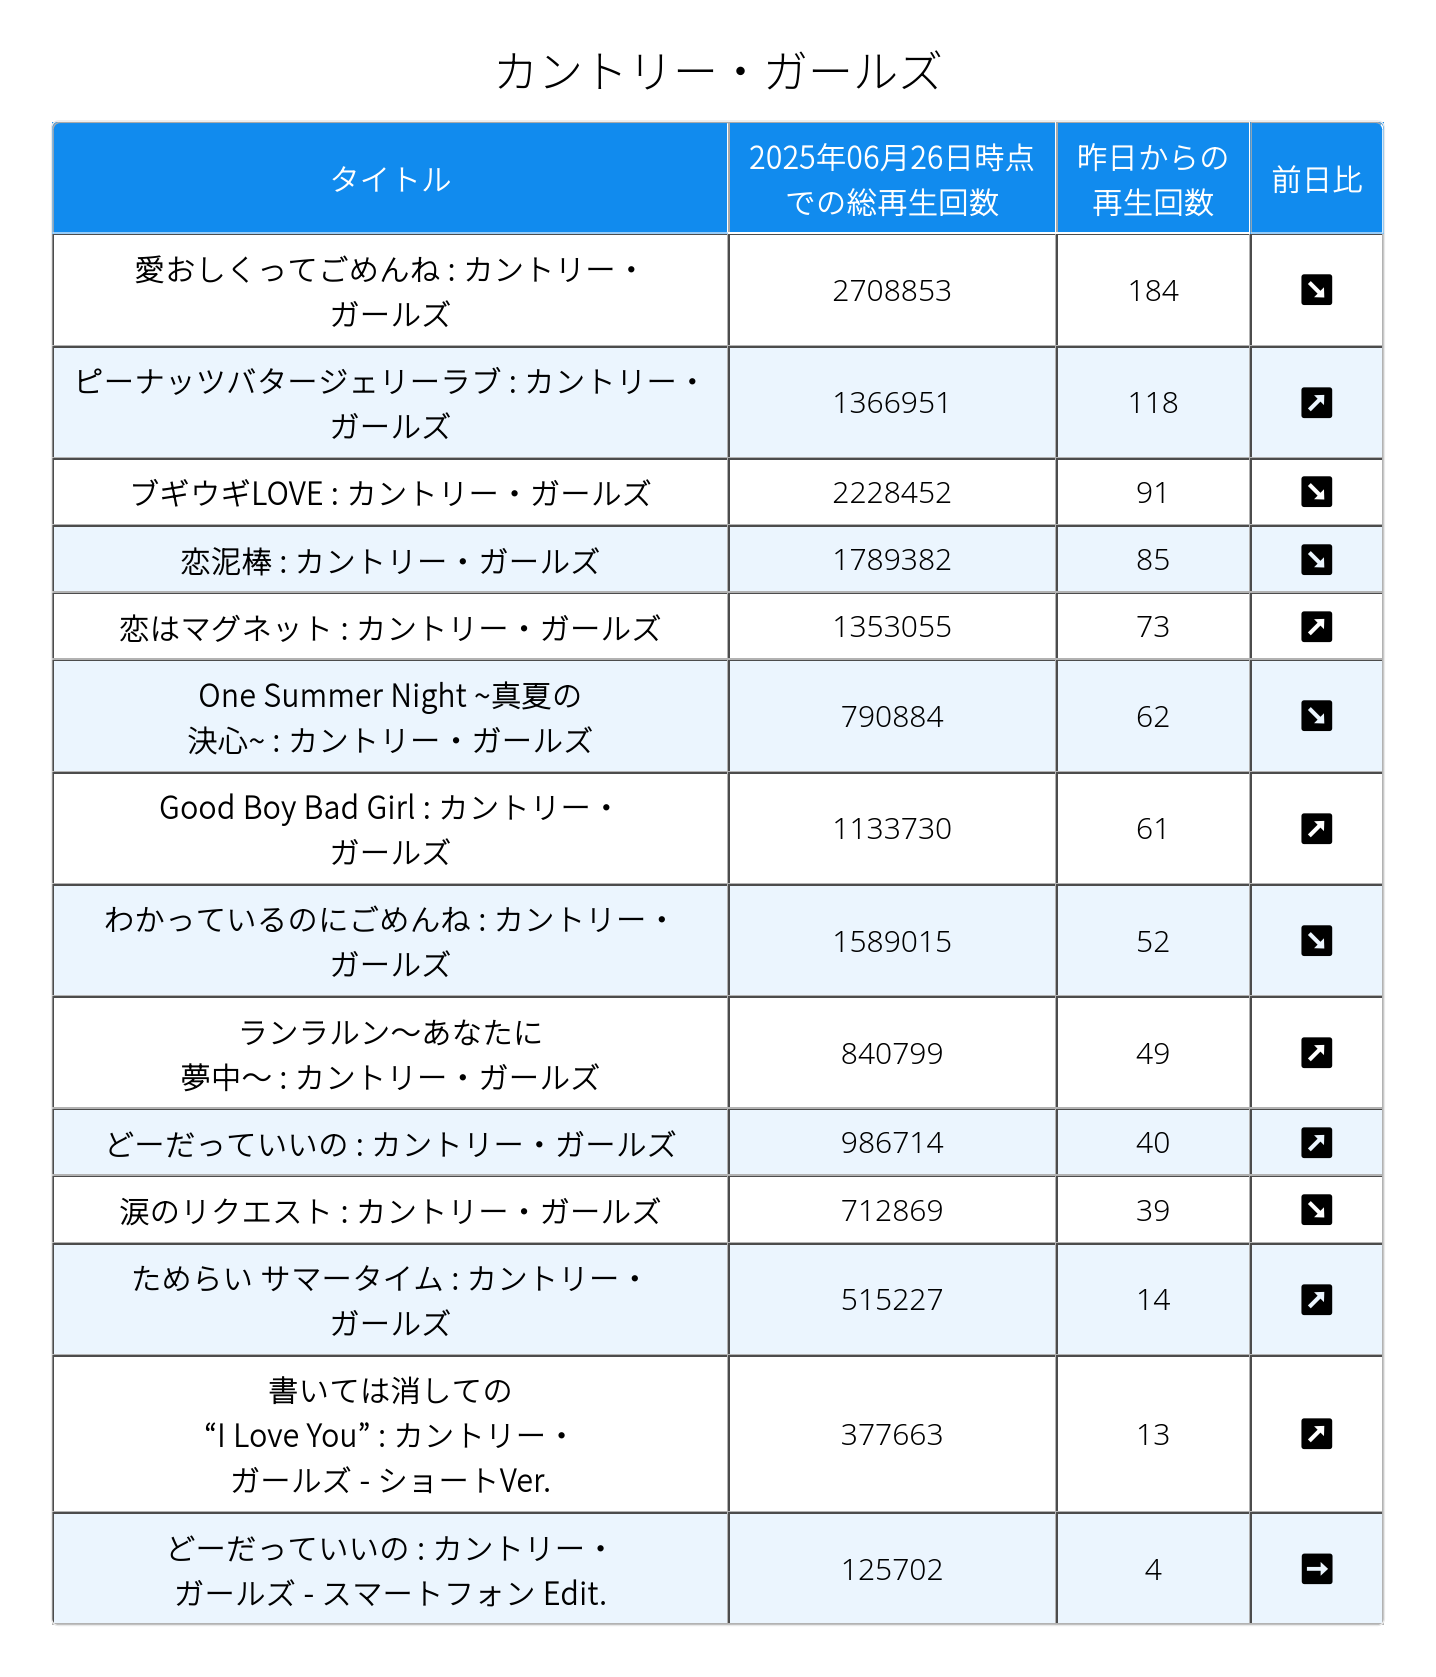 カントリー・ガールズ
タイトル
2025年06月26日時点
での総再生回数
昨日からの
再生回数
前日比
愛おしくってごめんね : カントリー・
ガールズ
2708853
184
ピーナッツバタージェリーラブ : カントリー・
ガールズ
1366951
118
ブギウギLOVE : カントリー・ガールズ
2228452
91
恋泥棒 : カントリー・ガールズ
1789382
85
恋はマグネット : カントリー・ガールズ
1353055
73
One Summer Night ~真夏の
決心~ : カントリー・ガールズ
790884
62
Good Boy Bad Girl : カントリー・
ガールズ
1133730
61
わかっているのにごめんね : カントリー・
ガールズ
1589015
52
ランラルン〜あなたに
夢中〜 : カントリー・ガールズ
840799
49
どーだっていいの : カントリー・ガールズ
986714
40
涙のリクエスト : カントリー・ガールズ
712869
39
ためらい サマータイム : カントリー・
ガールズ
515227
14
書いては消しての
“I Love You” : カントリー・
ガールズ - ショートVer.
377663
13
どーだっていいの : カントリー・
ガールズ - スマートフォン Edit.
125702
4